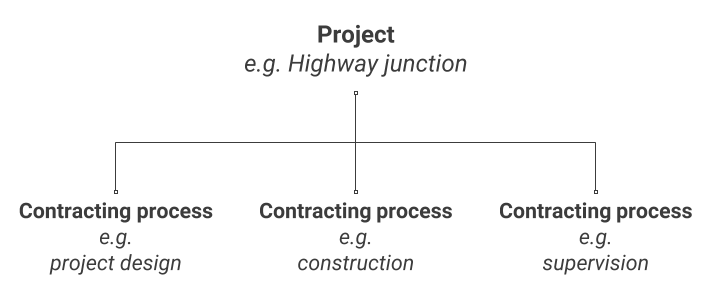 Project
e.g. Highway junction
Contracting process
e.g.
project design
Contracting process
e.g.
construction
Contracting process
e.g.
supervision